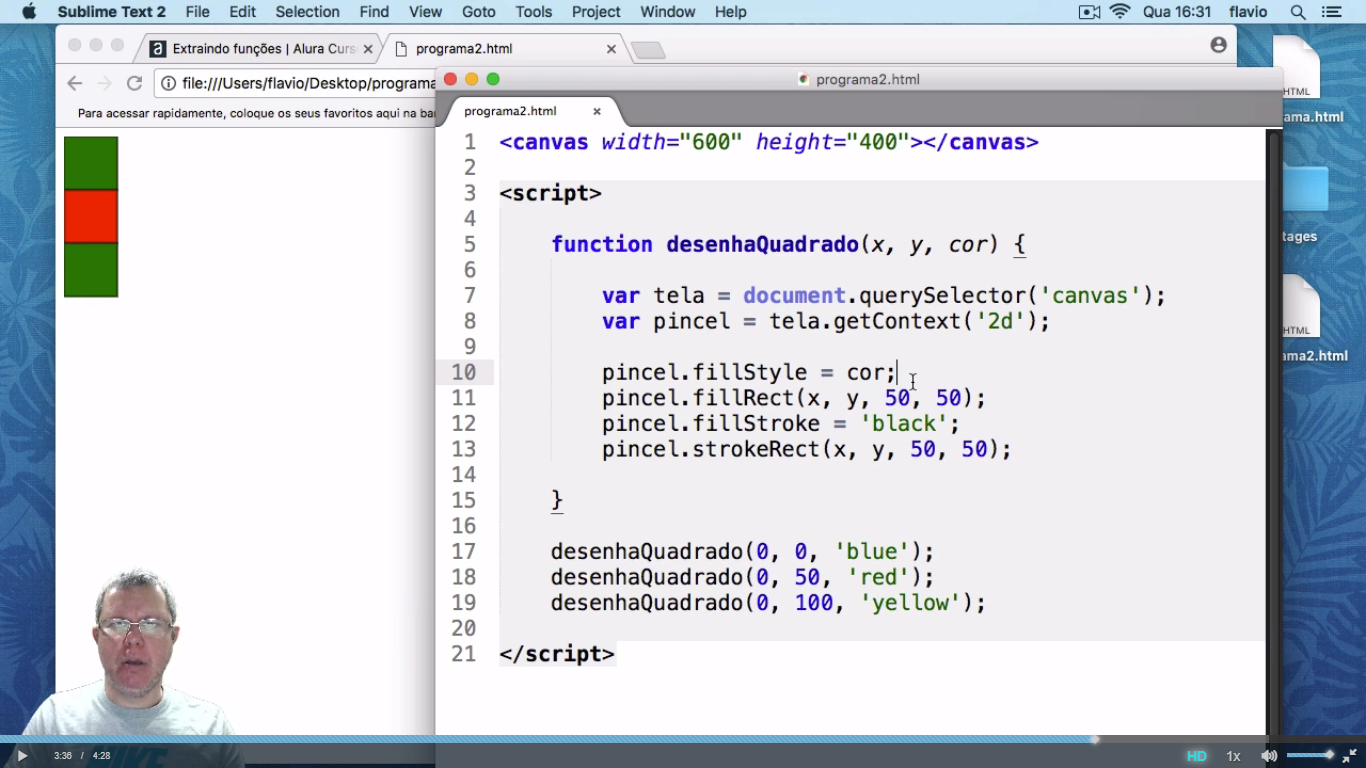 Sublime Text 2 File Edit Selection Find View Goto Tools Project Window Help Qua 16:31 flavio
Extraindo funções | Alura Curs
programa2.html
file:///Users/flavio/Desktop/programa
Para acessar rapidamente, coloque os seus favoritos aqui na bar
programa2.html
programa2.html
1 <canvas width="600" height="400"></canvas>
2
3 <script>
4
5 function desenhaQuadrado(x, y, cor) {
6
7 var tela = document.querySelector('canvas');
8 var pincel = tela.getContext('2d');
9
10 pincel.fillStyle = cor;
11 pincel.fillRect(x, y, 50, 50);
12 pincel.fillStroke = 'black';
13 pincel.strokeRect(x, y, 50, 50);
14
15 }
16
17 desenhaQuadrado(0, 0, 'blue');
18 desenhaQuadrado(0, 50, 'red');
19 desenhaQuadrado(0, 100, 'yellow');
20
21 </script>
HTML
ama.html
tages
HTML
ma2.html
3:36 / 4:28 HD 1x